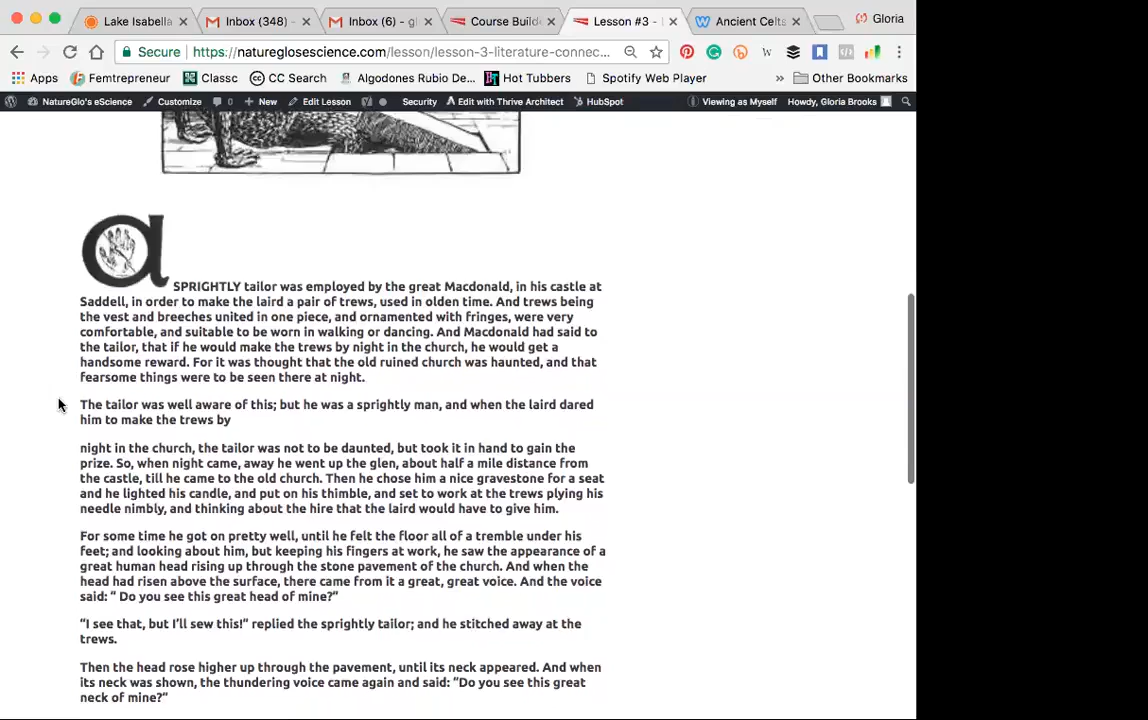 Lake Isabella
Inbox (348) -
Inbox (6) - g
Course Build
Lesson #3 -
Ancient Celt
Gloria
Secure
https://natureglosescience.com/lesson/lesson-3-literature-connec...
Apps
Femtrepreneur
Classc
CC Search
Algodones Rubio De...
Hot Tubbers
Spotify Web Player
»
Other Bookmarks
NatureGlo's eScience
Customize
0
+ New
Edit Lesson
Security
Edit with Thrive Architect
HubSpot
Viewing as Myself
Howdy, Gloria Brooks
a
SPRIGHTLY tailor was employed by the great Macdonald, in his castle at
Saddell, in order to make the laird a pair of trews, used in olden time. And trews being
the vest and breeches united in one piece, and ornamented with fringes, were very
comfortable, and suitable to be worn in walking or dancing. And Macdonald had said to
the tailor, that if he would make the trews by night in the church, he would get a
handsome reward. For it was thought that the old ruined church was haunted, and that
fearsome things were to be seen there at night.
The tailor was well aware of this; but he was a sprightly man, and when the laird dared
him to make the trews by
night in the church, the tailor was not to be daunted, but took it in hand to gain the
prize. So, when night came, away he went up the glen, about half a mile distance from
the castle, till he came to the old church. Then he chose him a nice gravestone for a seat
and he lighted his candle, and put on his thimble, and set to work at the trews plying his
needle nimbly, and thinking about the hire that the laird would have to give him.
For some time he got on pretty well, until he felt the floor all of a tremble under his
feet; and looking about him, but keeping his fingers at work, he saw the appearance of a
great human head rising up through the stone pavement of the church. And when the
head had risen above the surface, there came from it a great, great voice. And the voice
said: “ Do you see this great head of mine?”
“I see that, but I’ll sew this!” replied the sprightly tailor; and he stitched away at the
trews.
Then the head rose higher up through the pavement, until its neck appeared. And when
its neck was shown, the thundering voice came again and said: “Do you see this great
neck of mine?”